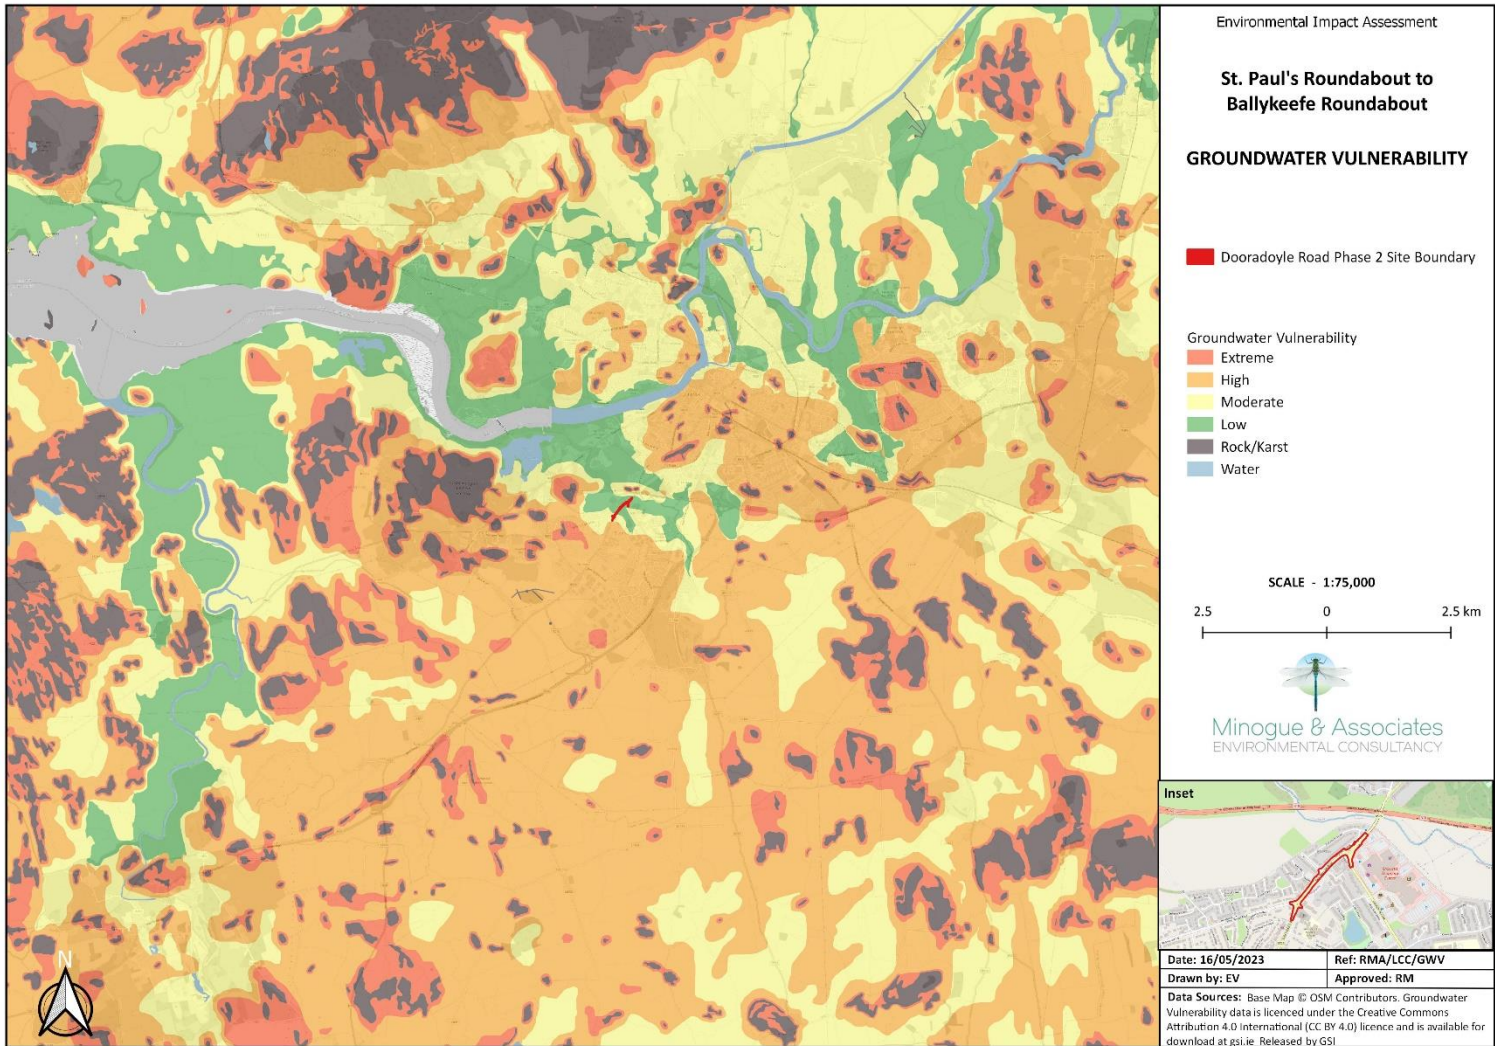 Environmental Impact Assessment
St. Paul's Roundabout to
Ballykeefe Roundabout
GROUNDWATER VULNERABILITY
Dooradoyle Road Phase 2 Site Boundary
Groundwater Vulnerability
Extreme
High
Moderate
Low
Rock/Karst
Water
SCALE - 1:75,000
2.5 0 2.5 km
Minogue & Associates
ENVIRONMENTAL CONSULTANCY
Inset
N
Date: 16/05/2023 Ref: RMA/LCC/GWV
Drawn by: EV Approved: RM
Data Sources: Base Map © OSM Contributors. Groundwater
Vulnerability data is licenced under the Creative Commons
Attribution 4.0 International (CC BY 4.0) licence and is available for
download at gsi.ie Released by GSI